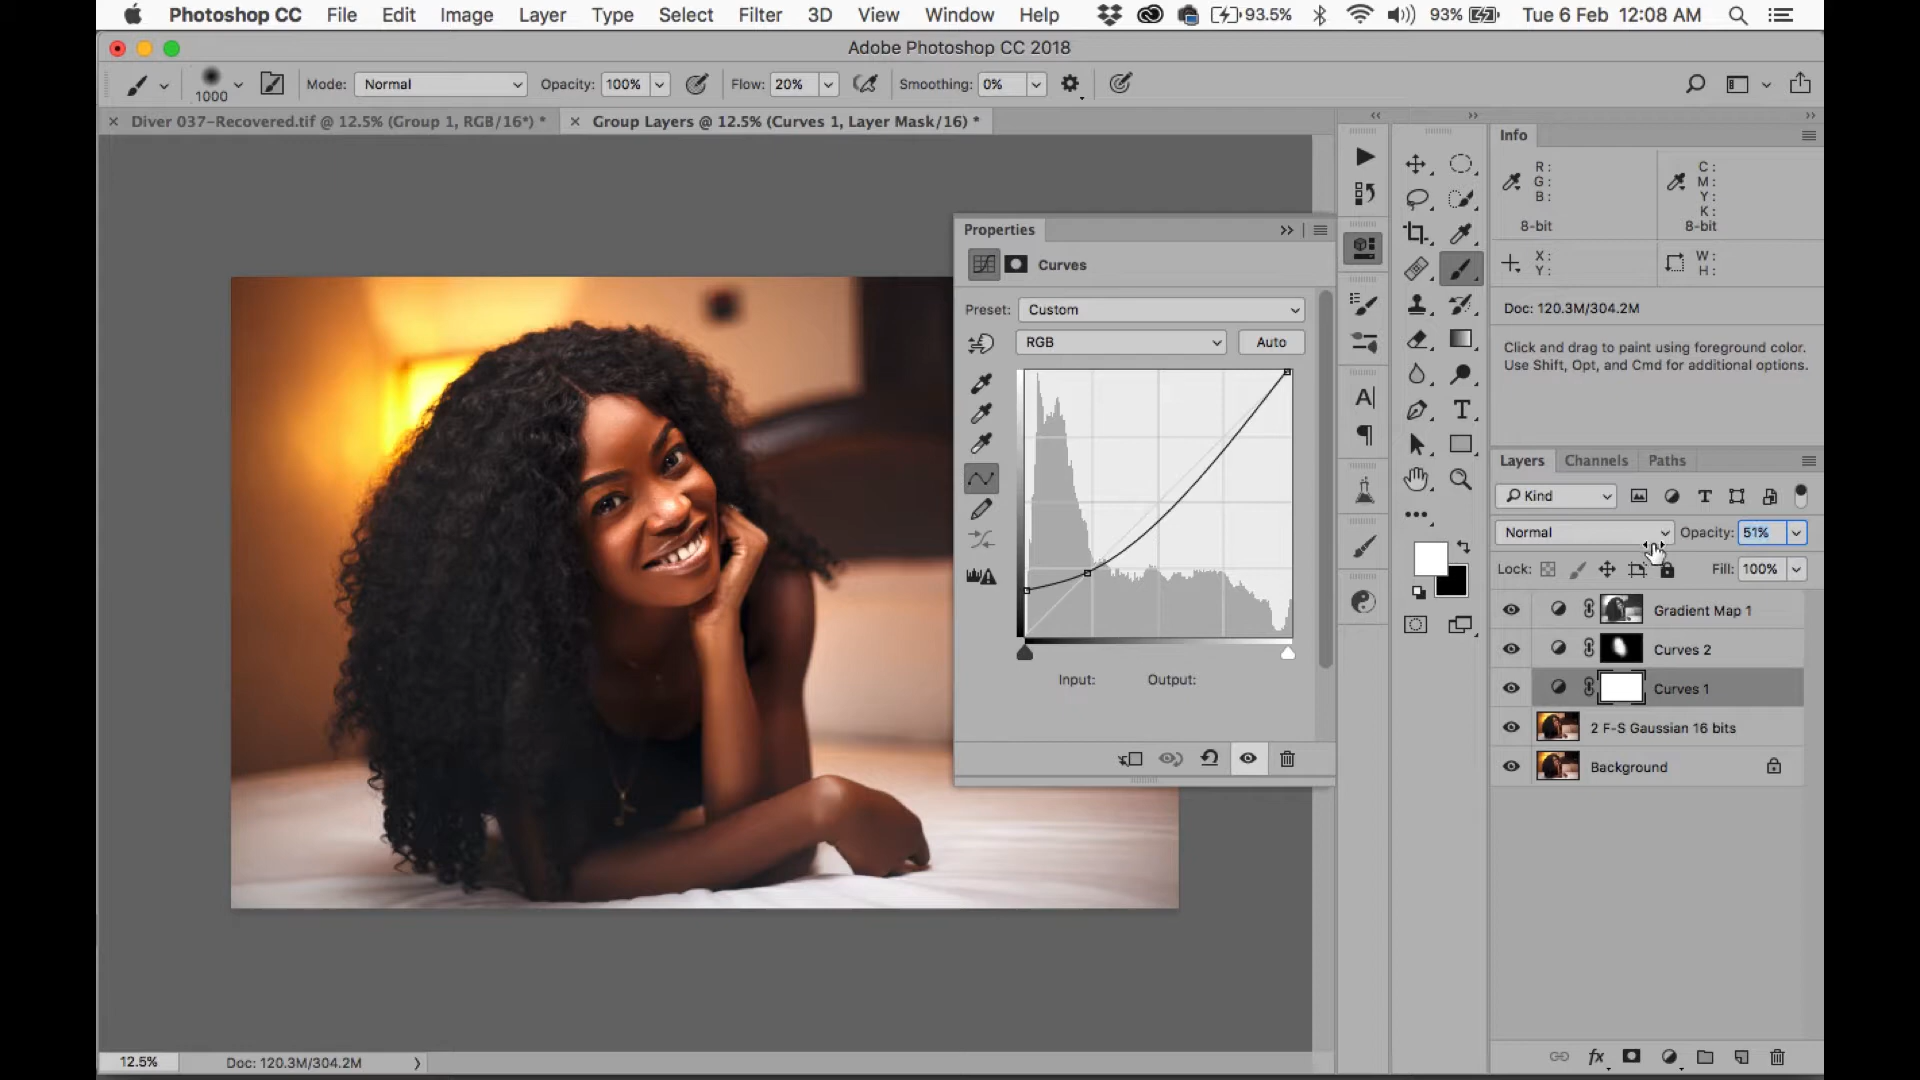 Photoshop CC File Edit Image Layer Type Select Filter 3D View Window Help 93.5% 93% Tue 6 Feb 12:08 AM
Adobe Photoshop CC 2018
1000 Mode: Normal Opacity: 100% Flow: 20% Smoothing: 0%
× Diver 037-Recovered.tif @ 12.5% (Group 1, RGB/16*) * × Group Layers @ 12.5% (Curves 1, Layer Mask/16) *
Properties
Curves
Preset: Custom
RGB Auto
Input: Output:
Info
R: C:
G: M:
B: Y:
K:
8-bit 8-bit
X: W:
Y: H:
Doc: 120.3M/304.2M
Click and drag to paint using foreground color.
Use Shift, Opt, and Cmd for additional options.
Layers Channels Paths
Kind
Normal Opacity: 51%
Lock: Fill: 100%
Gradient Map 1
Curves 2
Curves 1
2 F-S Gaussian 16 bits
Background
fx
12.5% Doc: 120.3M/304.2M